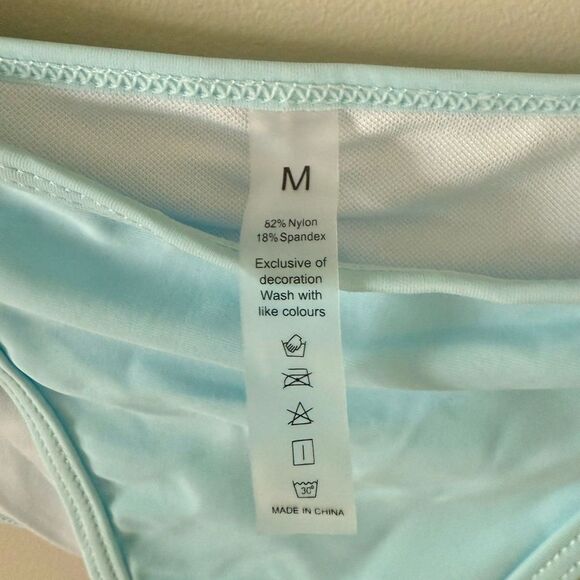 M
82% Nylon
18% Spandex
Exclusive of
decoration
Wash with
like colours
30°
MADE IN CHINA